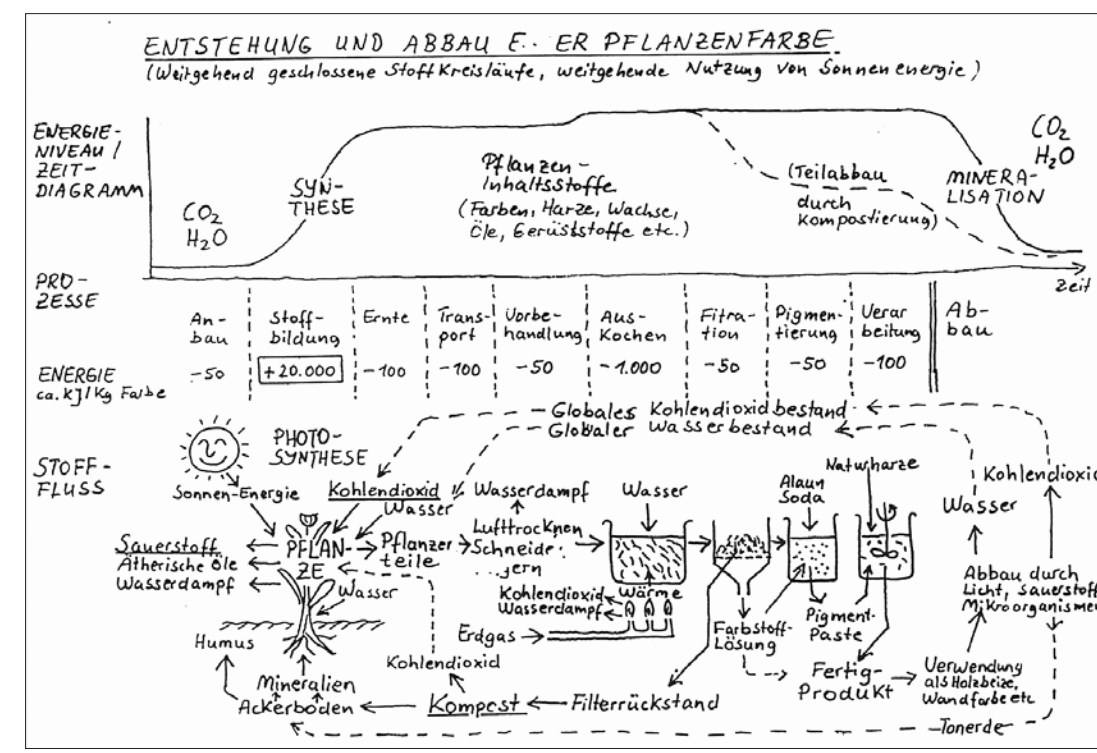 ENTSTEHUNG UND ABBAU E.. ER PFLANZENFARBE
(Weitgehend geschlossene Stoffkreisläufe, weitgehende Nutzung von Sonnenenergie)
ENERGIE-
NIVEAU /
ZEIT-
DIAGRAMM
CO2
H2O
SYN-
THESE
Pflanzen-
Inhaltsstoffe
(Farben, Harze, Wachse,
Öle, Gerüststoffe etc.)
(Teilabbau
durch
Kompostierung)
MINERA-
LISATION
CO2
H2O
Zeit
PRO-
ZESSE
An-
bau
Stoff-
bildung
Ernte
Trans-
port
Vorbe-
handlung
Aus-
Kochen
Fitra-
tion
Pigmen-
tierung
Verar
beitung
Ab-
bau
ENERGIE
ca. KJ/Kg Farbe
-50
+20.000
-100
-100
-50
-1.000
-50
-50
-100
Globales Kohlendioxidbestand
Globaler Wasserbestand
STOFF-
FLUSS
PHOTO-
SYNTHESE
Sonnen-Energie
Kohlendioxid
Wasser
Sauerstoff
Ätherische Öle
Wasserdampf
PFLAN-
ZE
Wasser
Humus
Mineralien
Ackerboden
Pflanzen
teile
Wasserdampf
Lufttrocknen
Schneider
gern
Wasser
Wärme
Kohlendioxid
Wasserdampf
Erdgas
Kohlendioxid
Kompost
Filterrückstand
Farbstoff-
Lösung
Alaun
Soda
Pigment-
Paste
Naturharze
Fertig-
Produkt
Verwendung
als Holzbeize,
Wandfarbe etc
Wasser
Kohlendioxid
Abbau durch
Licht, Sauerstoff
Mikroorganismen
Tonerde